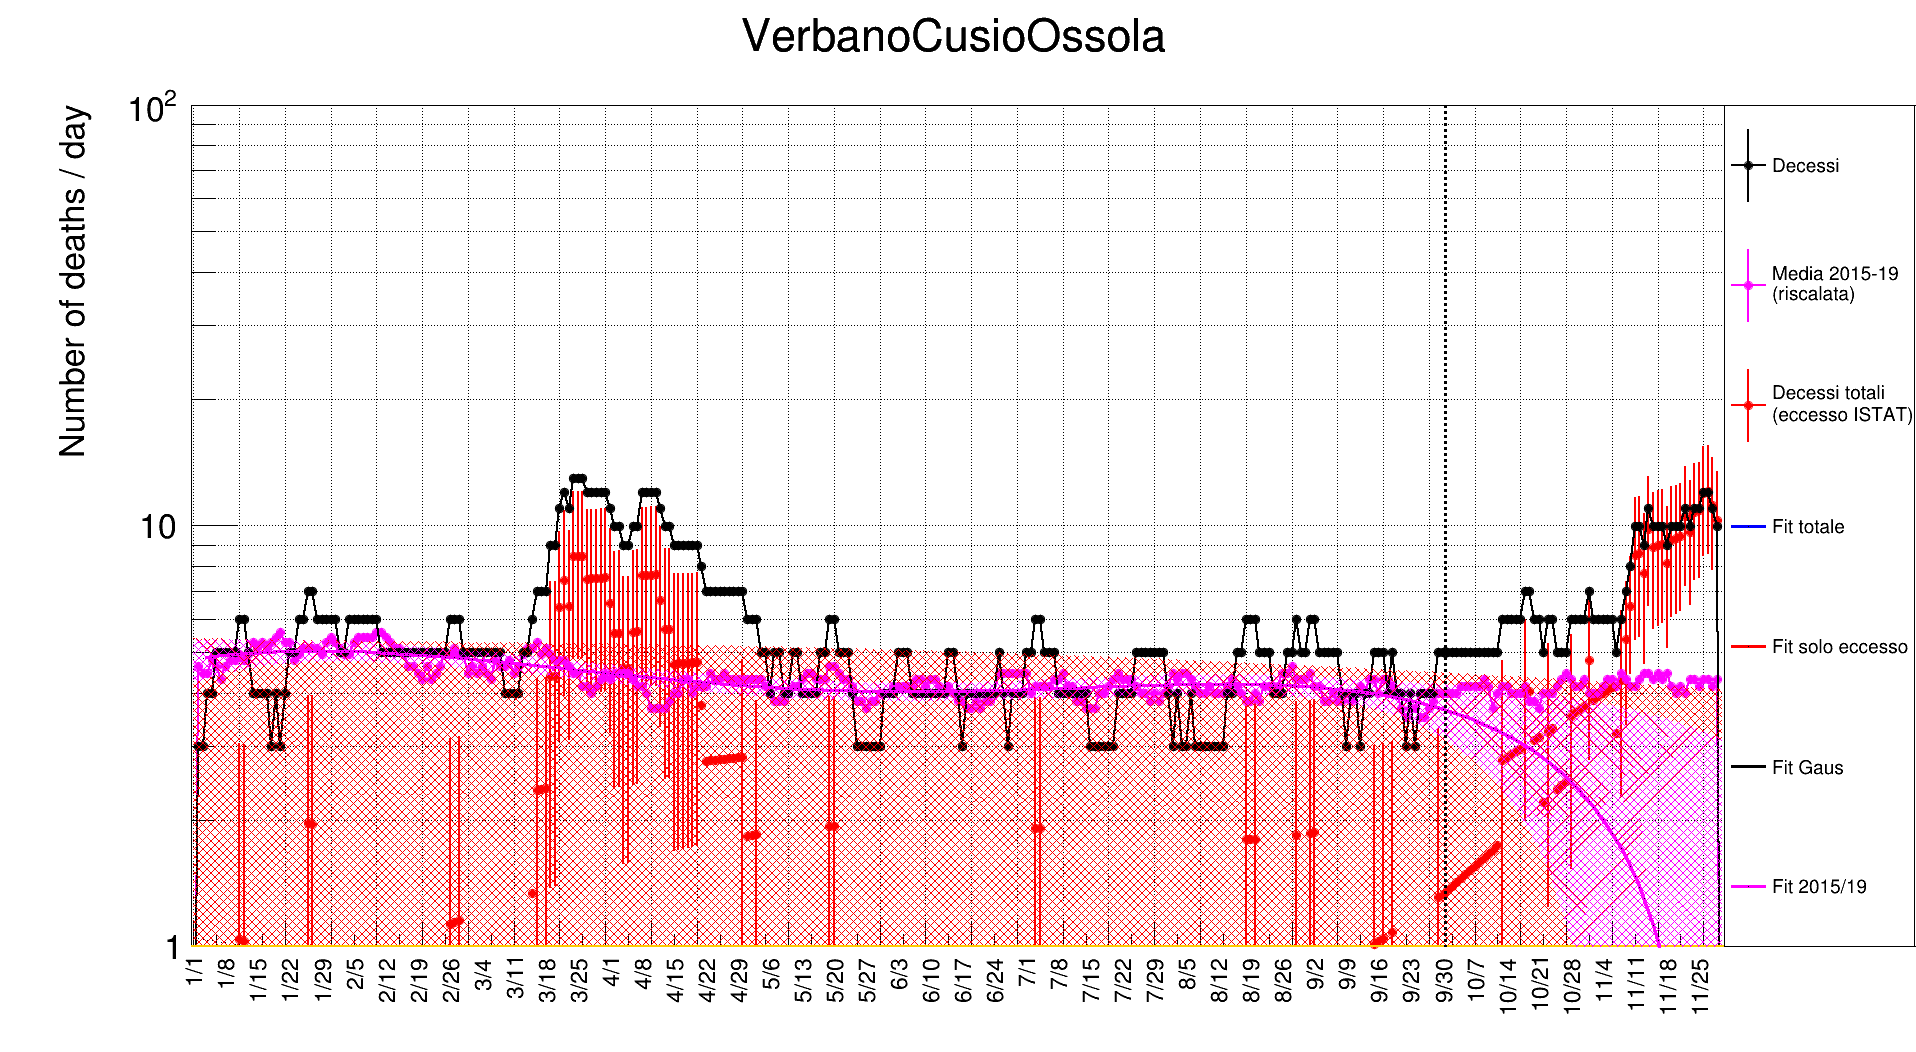 VerbanoCusioOssola
Number of deaths / day
10²
10
1
1/1 1/8 1/15 1/22 1/29 2/5 2/12 2/19 2/26 3/4 3/11 3/18 3/25 4/1 4/8 4/15 4/22 4/29 5/6 5/13 5/20 5/27 6/3 6/10 6/17 6/24 7/1 7/8 7/15 7/22 7/29 8/5 8/12 8/19 8/26 9/2 9/9 9/16 9/23 9/30 10/7 10/14 10/21 10/28 11/4 11/11 11/18 11/25
Decessi
Media 2015-19
(riscalata)
Decessi totali
(eccesso ISTAT)
Fit totale
Fit solo eccesso
Fit Gaus
Fit 2015/19